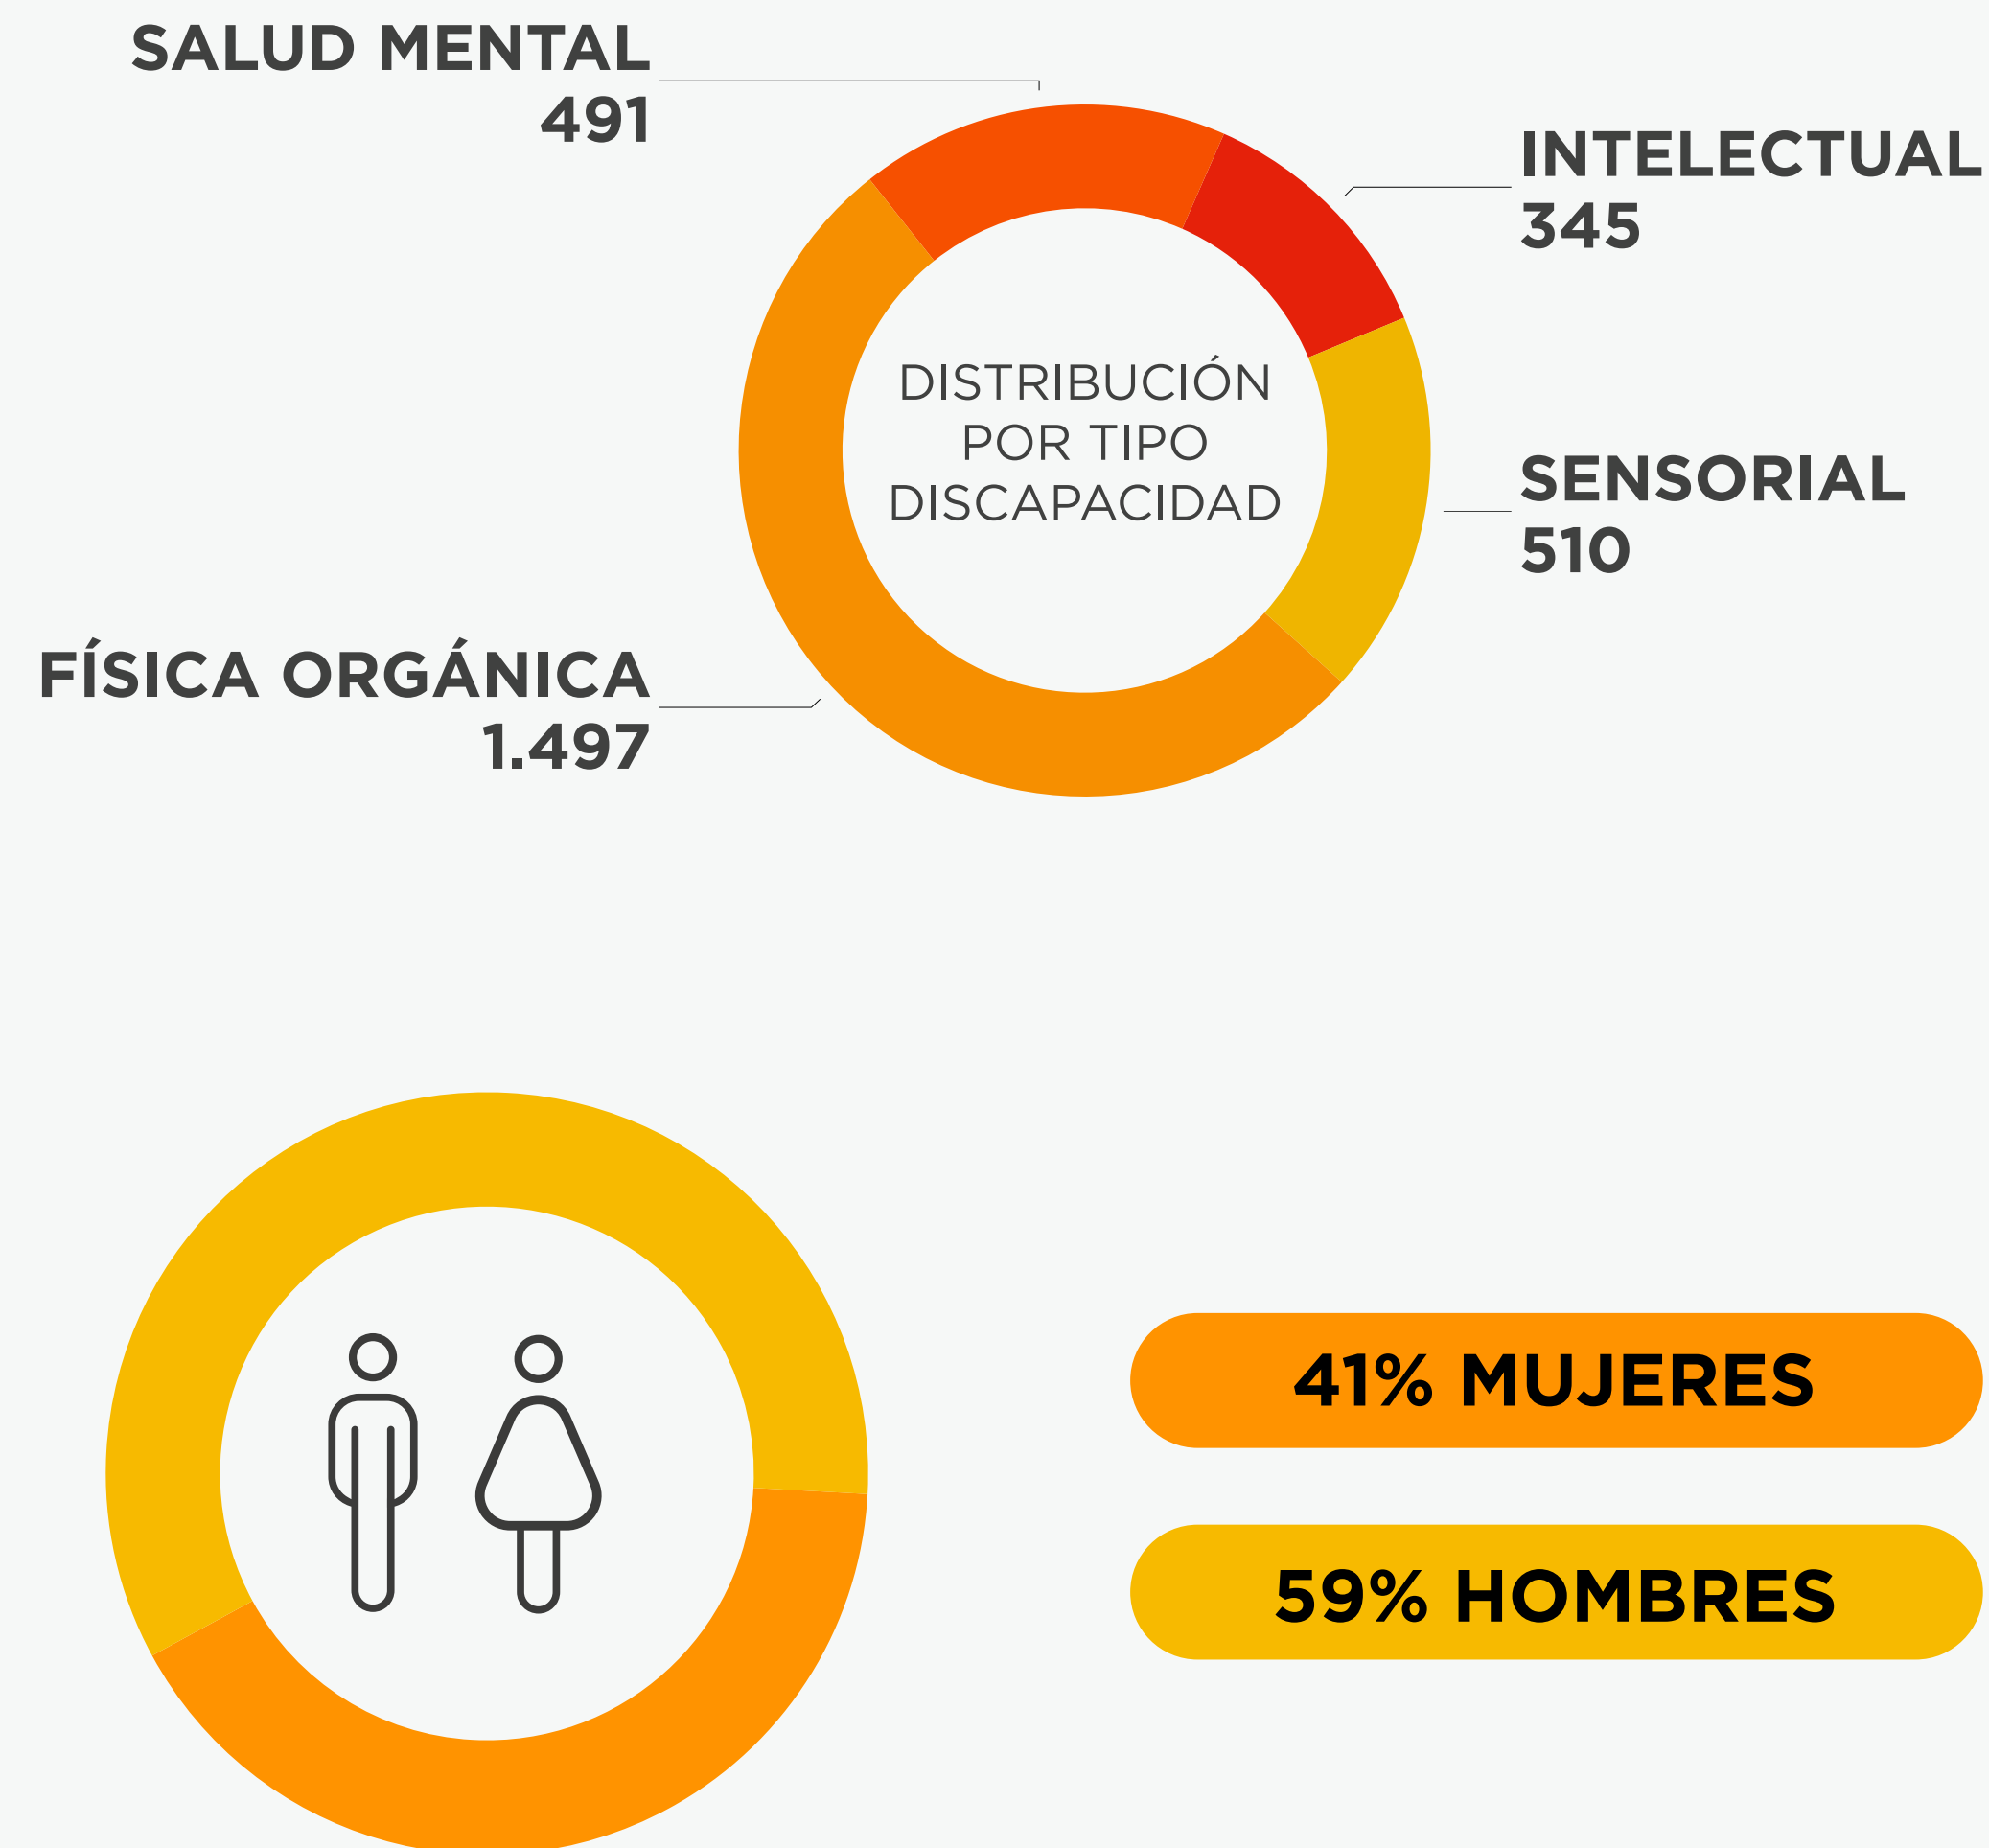 SALUD MENTAL
491
INTELECTUAL
345
DISTRIBUCIÓN
POR TIPO
DISCAPACIDAD
SENSORIAL
510
FÍSICA ORGÁNICA
1.497
41% MUJERES
59% HOMBRES